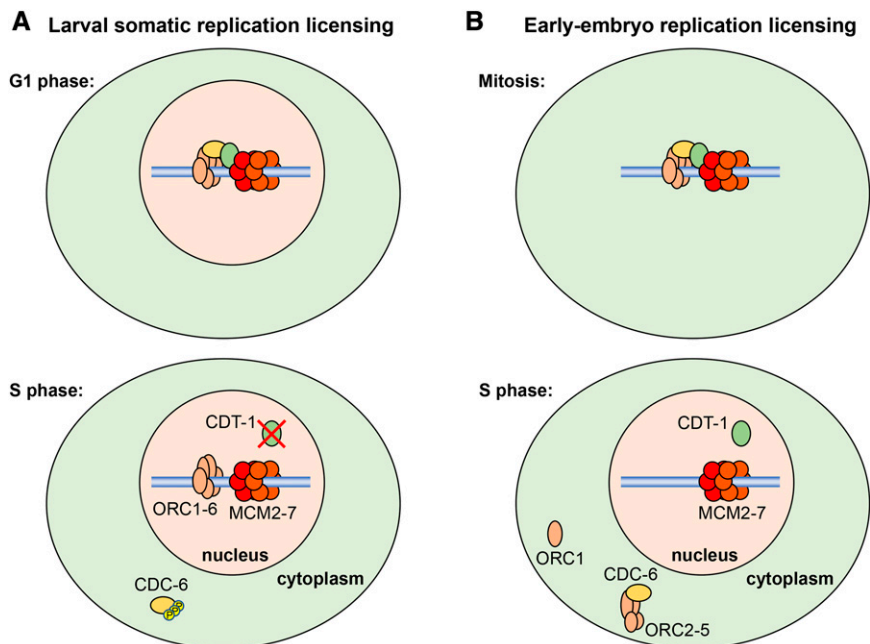 A Larval somatic replication licensing
B Early-embryo replication licensing
G1 phase:
Mitosis:
S phase:
CDT-1
ORC1-6
MCM2-7
nucleus
cytoplasm
CDC-6
P P P
S phase:
CDT-1
MCM2-7
ORC1
nucleus
CDC-6
cytoplasm
ORC2-5